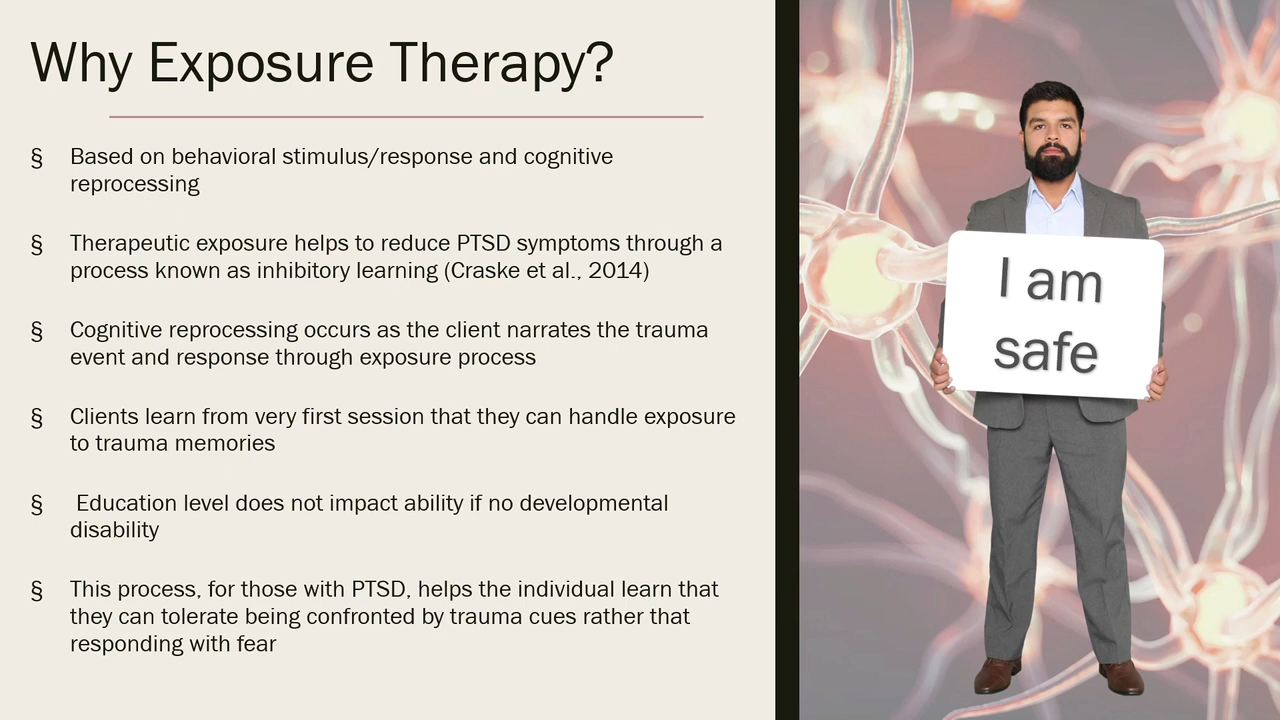 Why Exposure Therapy?
§ Based on behavioral stimulus/response and cognitive
reprocessing
§ Therapeutic exposure helps to reduce PTSD symptoms through a
process known as inhibitory learning (Craske et al., 2014)
§ Cognitive reprocessing occurs as the client narrates the trauma
event and response through exposure process
§ Clients learn from very first session that they can handle exposure
to trauma memories
§ Education level does not impact ability if no developmental
disability
§ This process, for those with PTSD, helps the individual learn that
they can tolerate being confronted by trauma cues rather that
responding with fear
I am
safe